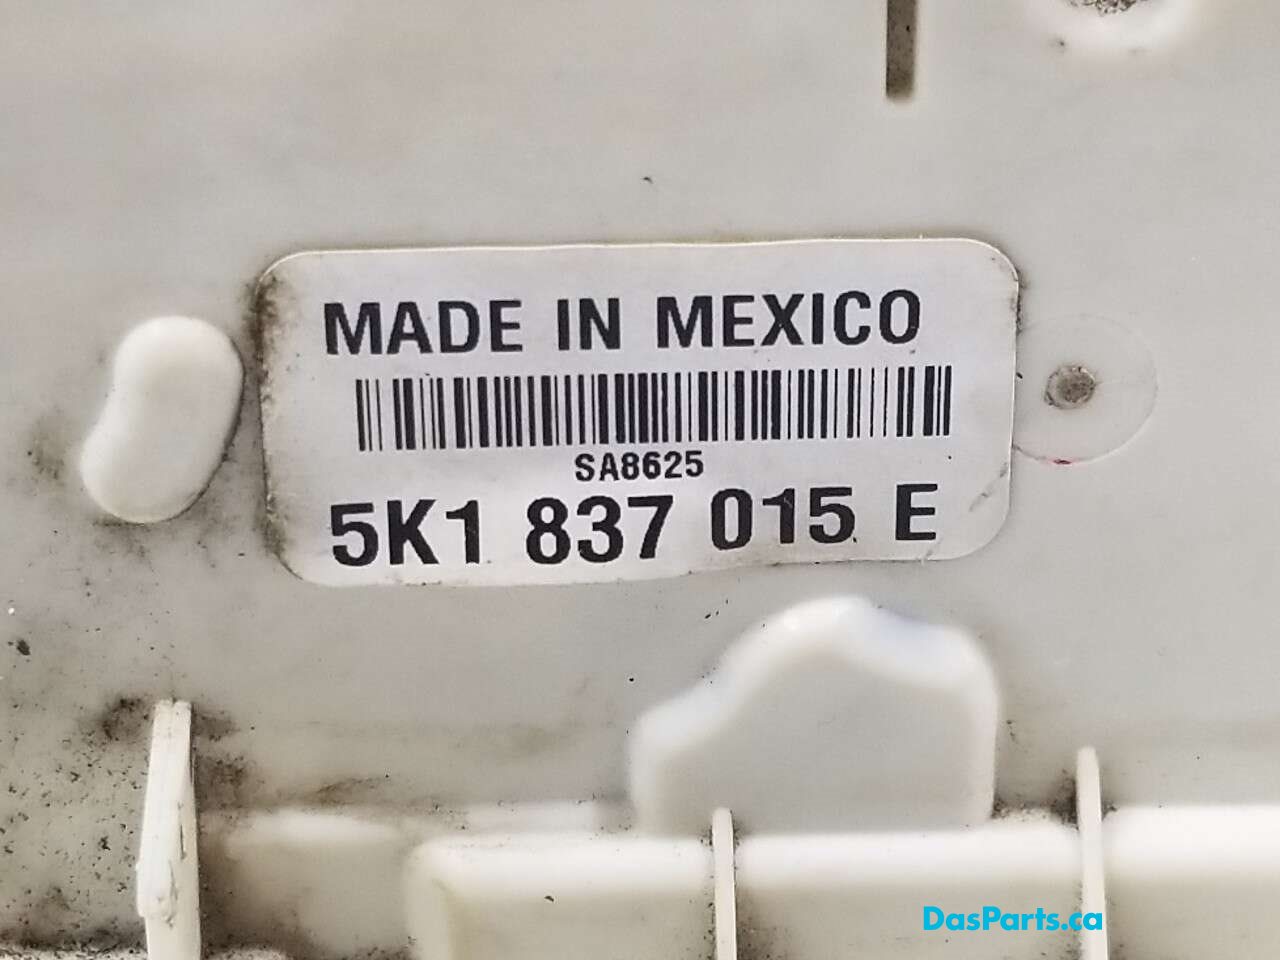 MADE IN MEXICO
SA8625
5K1 837 015 E
DasParts.ca